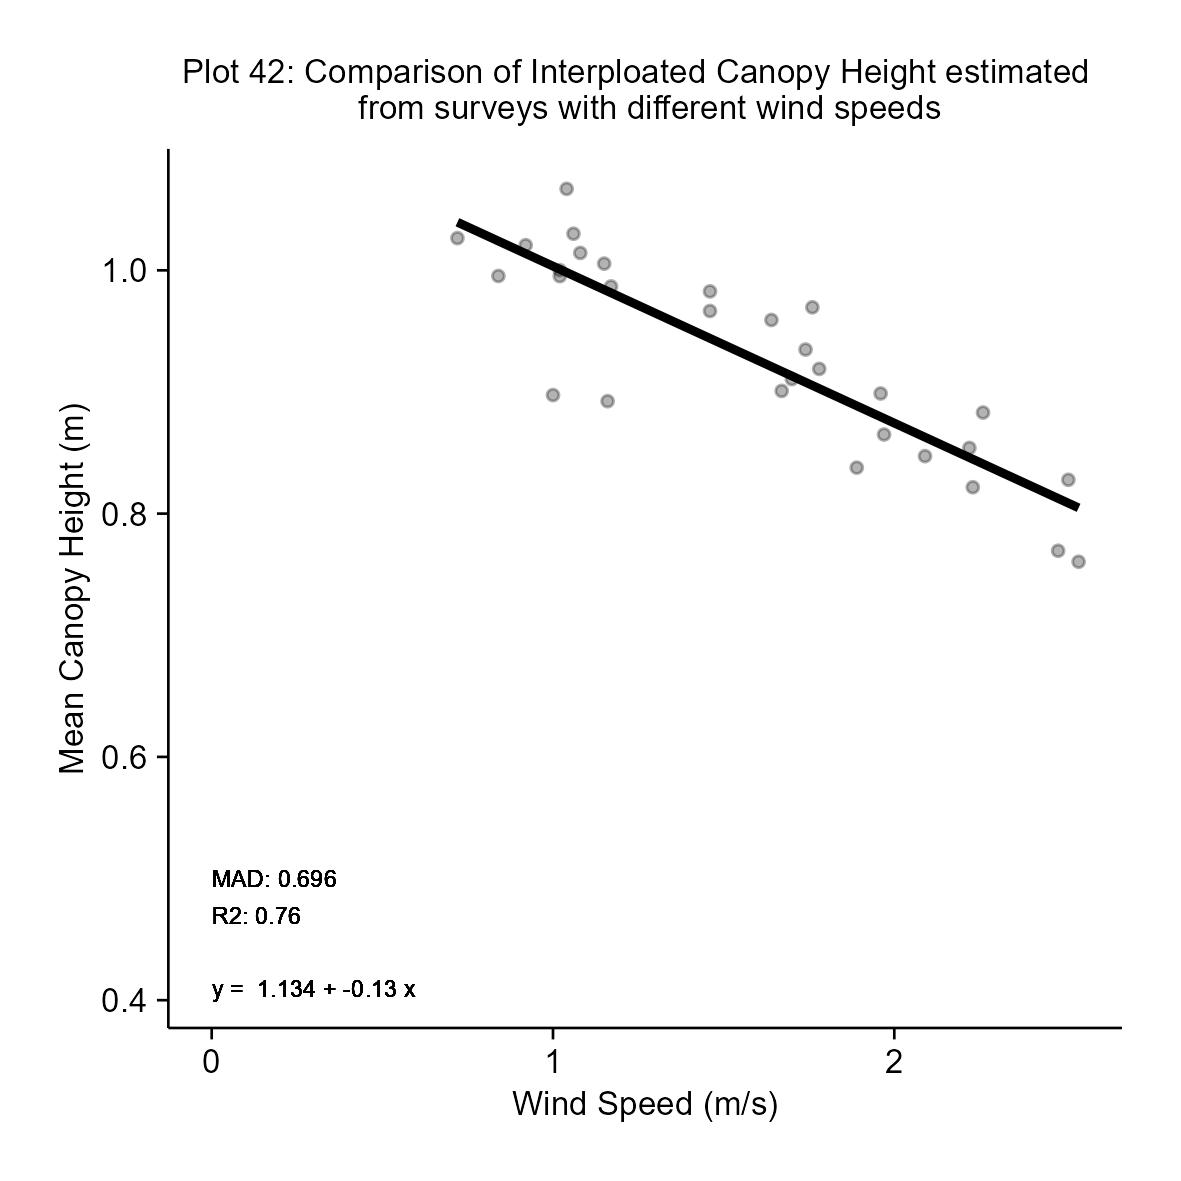 Plot 42: Comparison of Interploated Canopy Height estimated
from surveys with different wind speeds
Mean Canopy Height (m)
1.0
0.8
0.6
0.4
MAD: 0.696
R2: 0.76
y =  1.134 + -0.13 x
0
1
2
Wind Speed (m/s)